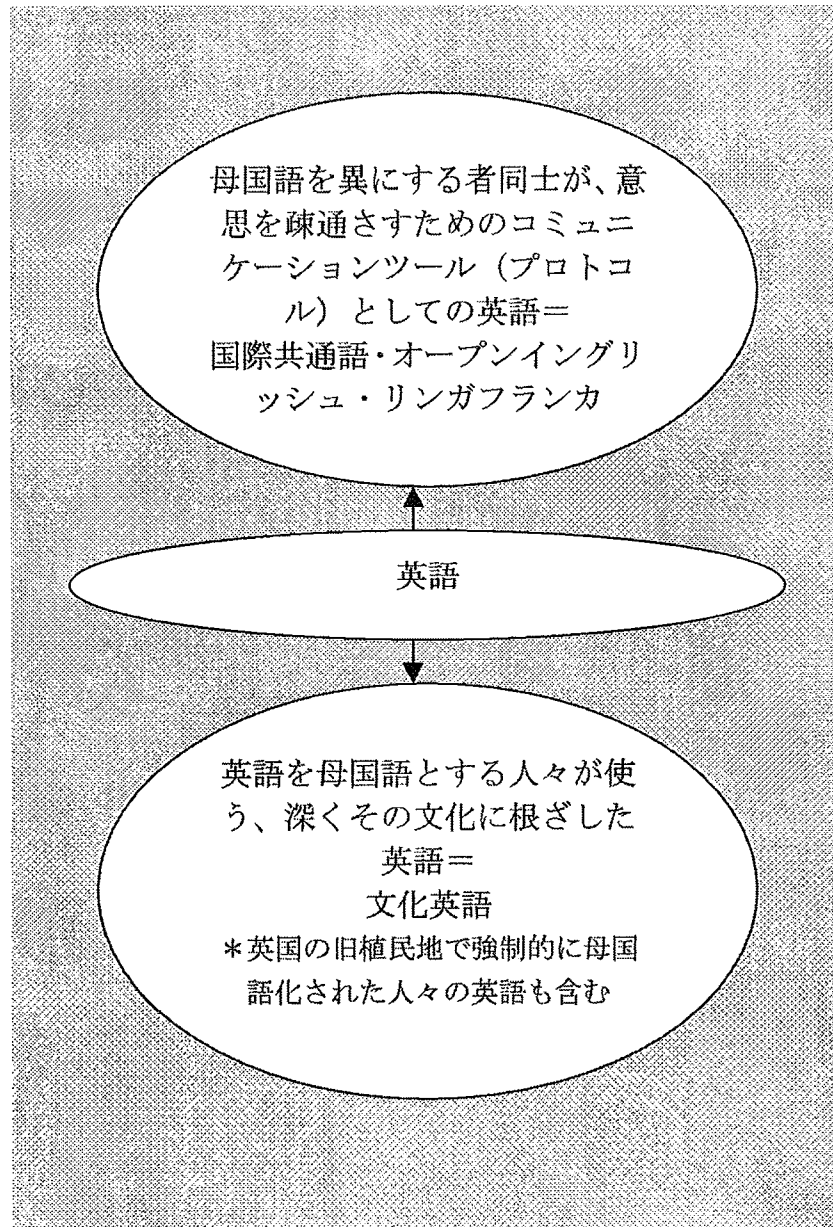 母国語を異にする者同士が、意
思を疎通さすためのコミュニ
ケーションツール（プロトコ
ル）としての英語＝
国際共通語・オープンイングリ
ッシュ・リンガフランカ
英語
英語を母国語とする人々が使
う、深くその文化に根ざした
英語＝
文化英語
＊英国の旧植民地で強制的に母国
語化された人々の英語も含む